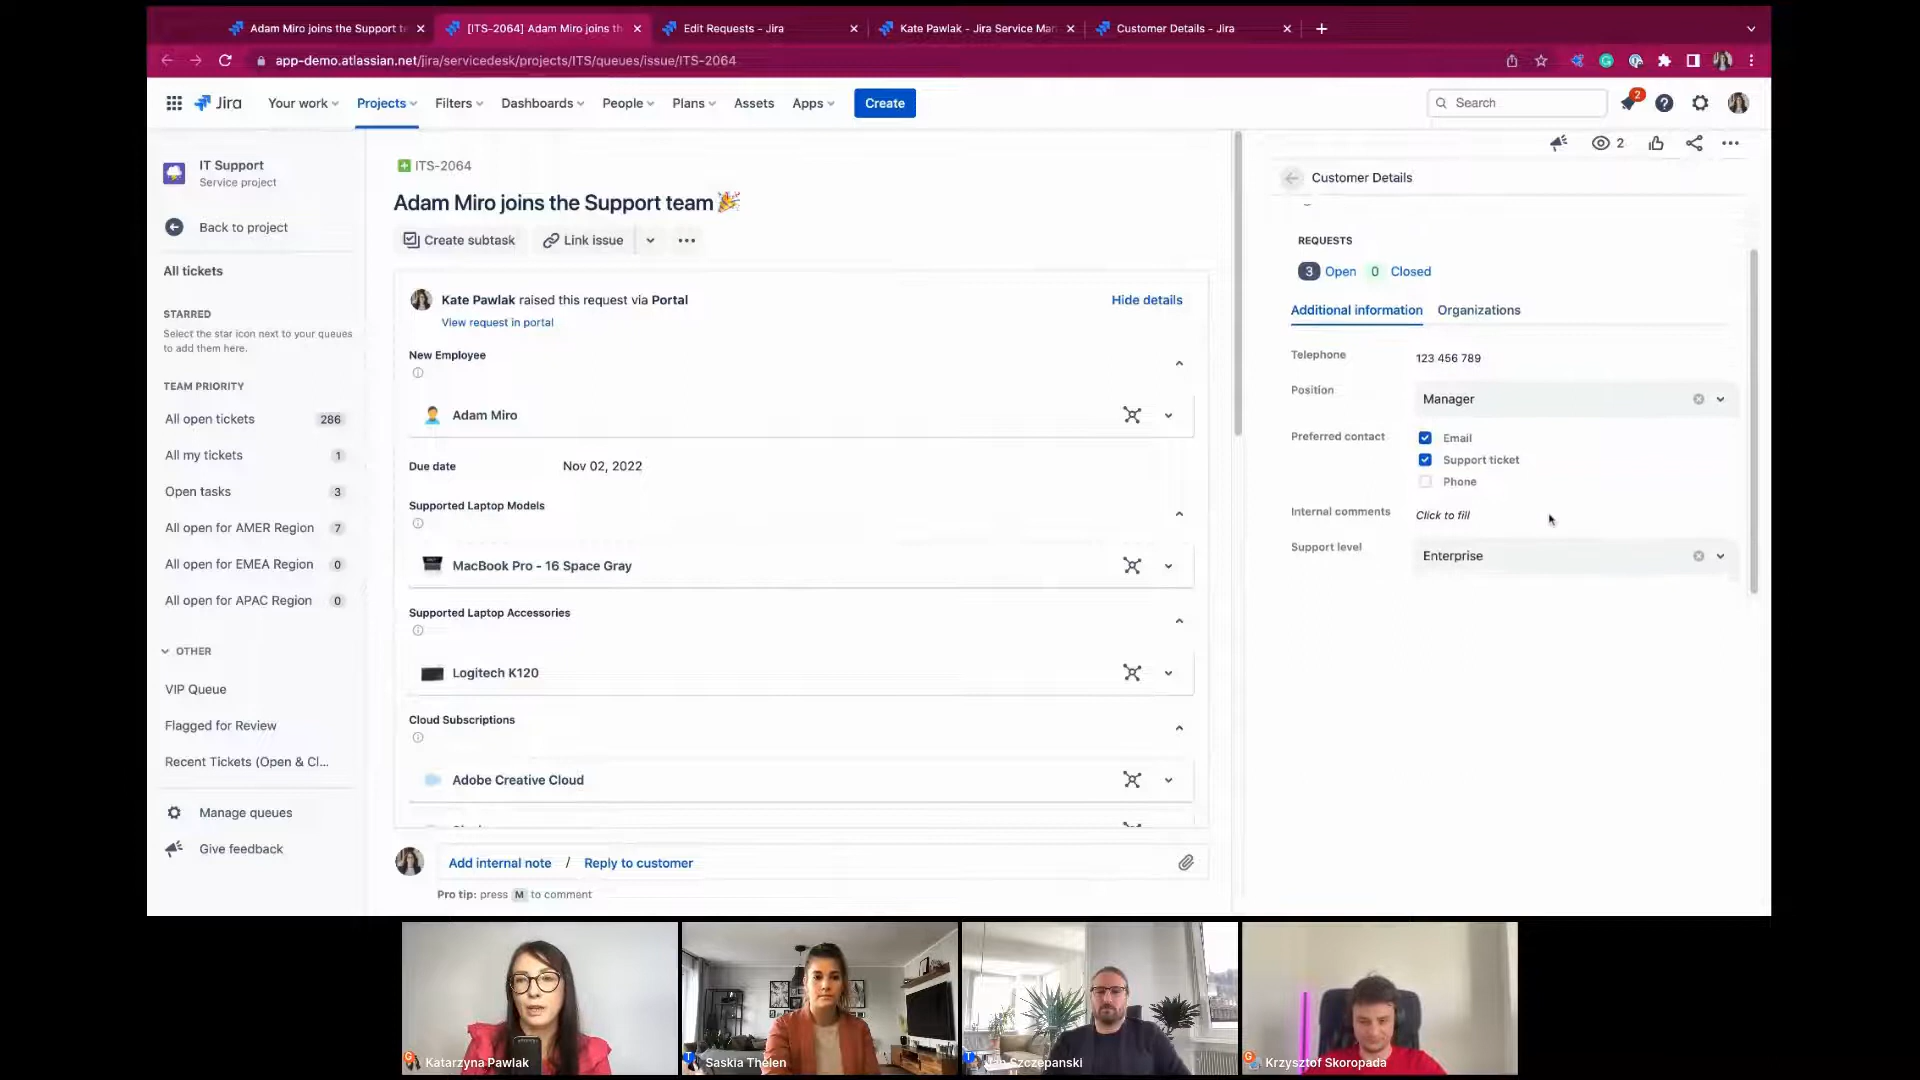 Adam Miro joins the Support te
[ITS-2064] Adam Miro joins th
Edit Requests - Jira
Kate Pawlak - Jira Service Man
Customer Details - Jira
app-demo.atlassian.net/jira/servicedesk/projects/ITS/queues/issue/ITS-2064
Jira
Your work
Projects
Filters
Dashboards
People
Plans
Assets
Apps
Create
Search
2
IT Support
Service project
Back to project
All tickets
STARRED
Select the star icon next to your queues
to add them here.
TEAM PRIORITY
All open tickets 286
All my tickets 1
Open tasks 3
All open for AMER Region 7
All open for EMEA Region 0
All open for APAC Region 0
OTHER
VIP Queue
Flagged for Review
Recent Tickets (Open & Cl...
Manage queues
Give feedback
ITS-2064
Adam Miro joins the Support team
Create subtask
Link issue
Kate Pawlak raised this request via Portal
Hide details
View request in portal
New Employee
Adam Miro
Due date Nov 02, 2022
Supported Laptop Models
MacBook Pro - 16 Space Gray
Supported Laptop Accessories
Logitech K120
Cloud Subscriptions
Adobe Creative Cloud
Add internal note / Reply to customer
Pro tip: press M to comment
2
Customer Details
REQUESTS
3 Open 0 Closed
Additional information
Organizations
Telephone 123 456 789
Position Manager
Preferred contact Email
Support ticket
Phone
Internal comments Click to fill
Support level Enterprise
Katarzyna Pawlak
Saskia Thelen
Szczepanski
Krzysztof Skoropada